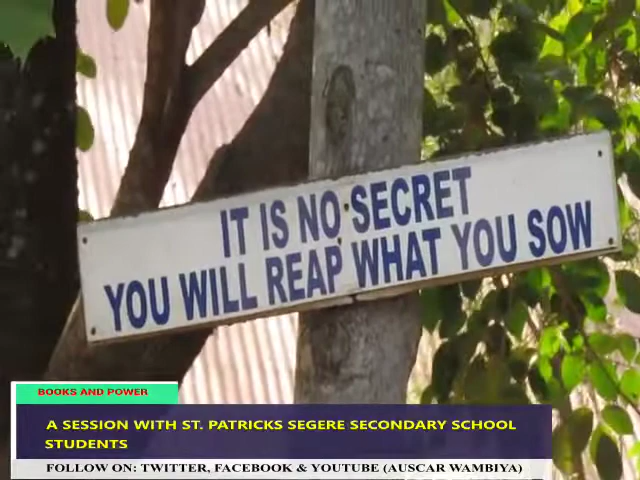 IT IS NO SECRET
YOU WILL REAP WHAT YOU SOW
BOOKS AND POWER
A SESSION WITH ST. PATRICKS SEGERE SECONDARY SCHOOL
STUDENTS
FOLLOW ON: TWITTER, FACEBOOK & YOUTUBE (AUSCAR WAMBIYA)